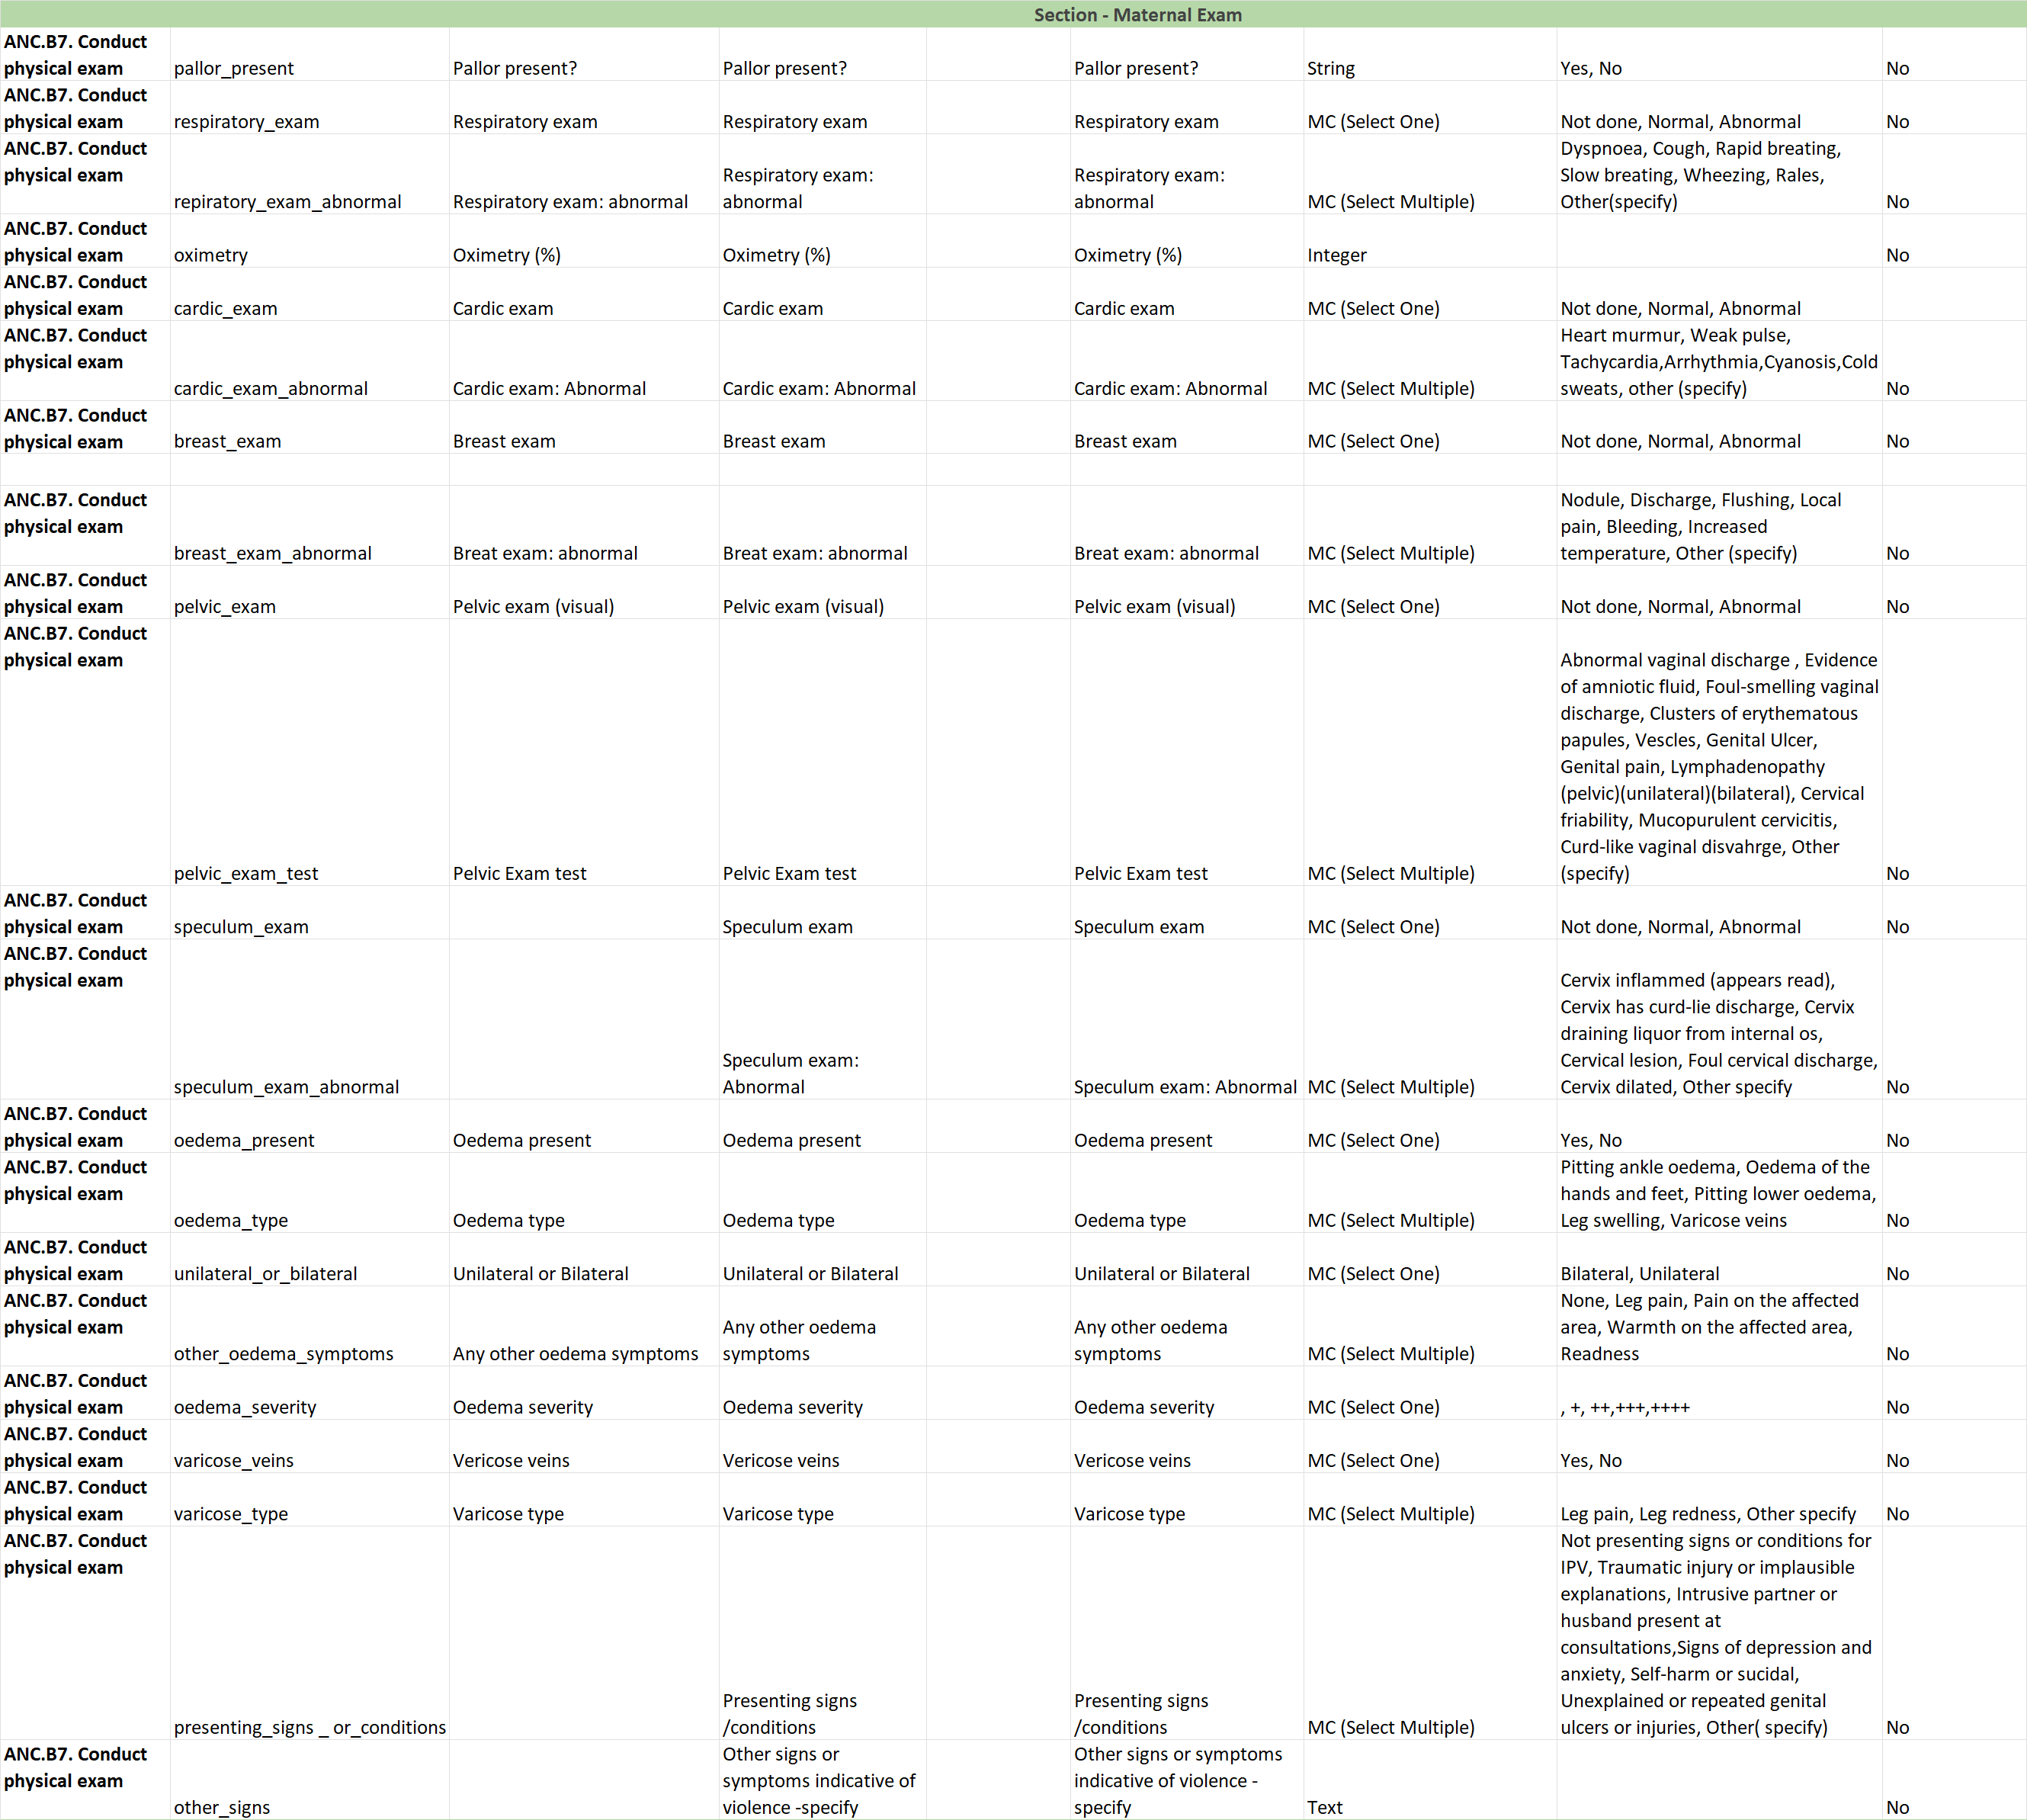 Section - Maternal Exam
ANC.B7. Conduct
physical exam pallor_present Pallor present? Pallor present? Pallor present? String Yes, No No
ANC.B7. Conduct
physical exam respiratory_exam Respiratory exam Respiratory exam Respiratory exam MC (Select One) Not done, Normal, Abnormal No
ANC.B7. Conduct Dyspnoea, Cough, Rapid breating,
physical exam Respiratory exam: Respiratory exam: Slow breating, Wheezing, Rales,
repiratory_exam_abnormal Respiratory exam: abnormal abnormal abnormal MC (Select Multiple) Other(specify) No
ANC.B7. Conduct
physical exam oximetry Oximetry (%) Oximetry (%) Oximetry (%) Integer No
ANC.B7. Conduct
physical exam cardic_exam Cardic exam Cardic exam Cardic exam MC (Select One) Not done, Normal, Abnormal
ANC.B7. Conduct Heart murmur, Weak pulse,
physical exam Tachycardia,Arrhythmia,Cyanosis,Cold
cardic_exam_abnormal Cardic exam: Abnormal Cardic exam: Abnormal Cardic exam: Abnormal MC (Select Multiple) sweats, other (specify) No
ANC.B7. Conduct
physical exam breast_exam Breast exam Breast exam Breast exam MC (Select One) Not done, Normal, Abnormal No
ANC.B7. Conduct Nodule, Discharge, Flushing, Local
physical exam pain, Bleeding, Increased
breast_exam_abnormal Breat exam: abnormal Breat exam: abnormal Breat exam: abnormal MC (Select Multiple) temperature, Other (specify) No
ANC.B7. Conduct
physical exam pelvic_exam Pelvic exam (visual) Pelvic exam (visual) Pelvic exam (visual) MC (Select One) Not done, Normal, Abnormal No
ANC.B7. Conduct
physical exam Abnormal vaginal discharge , Evidence
of amniotic fluid, Foul-smelling vaginal
discharge, Clusters of erythematous
papules, Vescles, Genital Ulcer,
Genital pain, Lymphadenopathy
(pelvic)(unilateral)(bilateral), Cervical
friability, Mucopurulent cervicitis,
Curd-like vaginal disvahrge, Other
pelvic_exam_test Pelvic Exam test Pelvic Exam test Pelvic Exam test MC (Select Multiple) (specify) No
ANC.B7. Conduct
physical exam speculum_exam Speculum exam Speculum exam MC (Select One) Not done, Normal, Abnormal No
ANC.B7. Conduct
physical exam Cervix inflammed (appears read),
Cervix has curd-lie discharge, Cervix
draining liquor from internal os,
Speculum exam: Cervical lesion, Foul cervical discharge,
speculum_exam_abnormal Abnormal Speculum exam: Abnormal MC (Select Multiple) Cervix dilated, Other specify No
ANC.B7. Conduct
physical exam oedema_present Oedema present Oedema present Oedema present MC (Select One) Yes, No No
ANC.B7. Conduct Pitting ankle oedema, Oedema of the
physical exam hands and feet, Pitting lower oedema,
oedema_type Oedema type Oedema type Oedema type MC (Select Multiple) Leg swelling, Varicose veins No
ANC.B7. Conduct
physical exam unilateral_or_bilateral Unilateral or Bilateral Unilateral or Bilateral Unilateral or Bilateral MC (Select One) Bilateral, Unilateral No
ANC.B7. Conduct None, Leg pain, Pain on the affected
physical exam Any other oedema Any other oedema area, Warmth on the affected area,
other_oedema_symptoms Any other oedema symptoms symptoms symptoms MC (Select Multiple) Readness No
ANC.B7. Conduct
physical exam oedema_severity Oedema severity Oedema severity Oedema severity MC (Select One) , +, ++,+++,++++ No
ANC.B7. Conduct
physical exam varicose_veins Vericose veins Vericose veins Vericose veins MC (Select One) Yes, No No
ANC.B7. Conduct
physical exam varicose_type Varicose type Varicose type Varicose type MC (Select Multiple) Leg pain, Leg redness, Other specify No
ANC.B7. Conduct Not presenting signs or conditions for
physical exam IPV, Traumatic injury or implausible
explanations, Intrusive partner or
husband present at
consultations,Signs of depression and
anxiety, Self-harm or sucidal,
Presenting signs Presenting signs Unexplained or repeated genital
presenting_signs _ or_conditions /conditions /conditions MC (Select Multiple) ulcers or injuries, Other( specify) No
ANC.B7. Conduct Other signs or Other signs or symptoms
physical exam symptoms indicative of indicative of violence -
other_signs violence -specify specify Text No